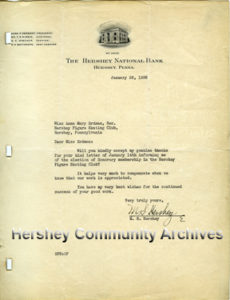 THE HERSHEY NATIONAL BANK
HERSHEY, PENNA.
January 28, 1938
Miss Anna Mary Erdman, Sec.
Hershey Figure Skating Club,
Hershey, Pennsylvania
Dear Miss Erdman:
Will you kindly accept my genuine thanks
for your kind letter of January 14th informing me
of the election of honorary membership in the Hershey
Figure Skating Club?
It helps very much to compensate when we
know that our work is appreciated.
You have my best wishes for the continued
success of your good work.
Very truly yours,
M. S. Hershey
M. S. Hershey
Hershey Community Archives